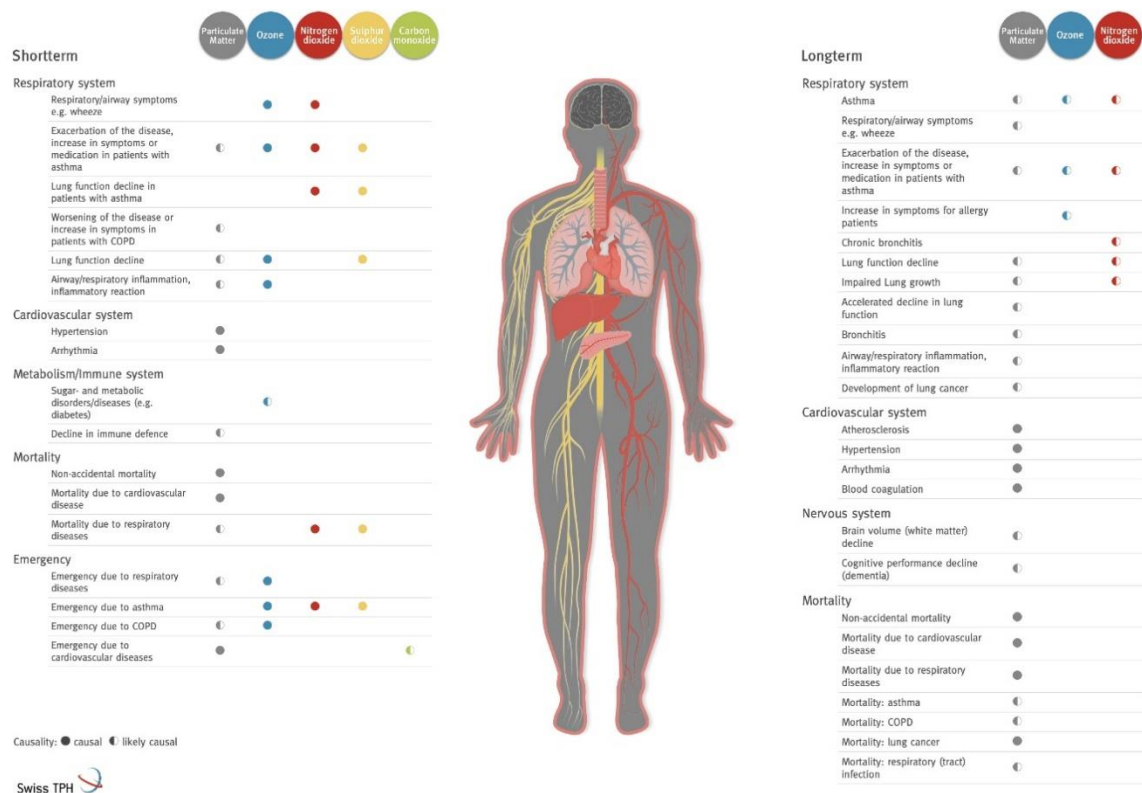 Particulate
Matter
Ozone
Nitrogen
dioxide
Sulphur
dioxide
Carbon
monoxide
Shortterm
Respiratory system
Respiratory/airway symptoms
e.g. wheeze
Exacerbation of the disease,
increase in symptoms or
medication in patients with
asthma
Lung function decline in
patients with asthma
Worsening of the disease or
increase in symptoms in
patients with COPD
Lung function decline
Airway/respiratory inflammation,
inflammatory reaction
Cardiovascular system
Hypertension
Arrhythmia
Metabolism/Immune system
Sugar- and metabolic
disorders/diseases (e.g.
diabetes)
Decline in immune defence
Mortality
Non-accidental mortality
Mortality due to cardiovascular
disease
Mortality due to respiratory
diseases
Emergency
Emergency due to respiratory
diseases
Emergency due to asthma
Emergency due to COPD
Emergency due to
cardiovascular diseases
Causality: causal likely causal
Swiss TPH
Particulate
Matter
Ozone
Nitrogen
dioxide
Longterm
Respiratory system
Asthma
Respiratory/airway symptoms
e.g. wheeze
Exacerbation of the disease,
increase in symptoms or
medication in patients with
asthma
Increase in symptoms for allergy
patients
Chronic bronchitis
Lung function decline
Impaired Lung growth
Accelerated decline in lung
function
Bronchitis
Airway/respiratory inflammation,
inflammatory reaction
Development of lung cancer
Cardiovascular system
Atherosclerosis
Hypertension
Arrhythmia
Blood coagulation
Nervous system
Brain volume (white matter)
decline
Cognitive performance decline
(dementia)
Mortality
Non-accidental mortality
Mortality due to cardiovascular
disease
Mortality due to respiratory
diseases
Mortality: asthma
Mortality: COPD
Mortality: lung cancer
Mortality: respiratory (tract)
infection